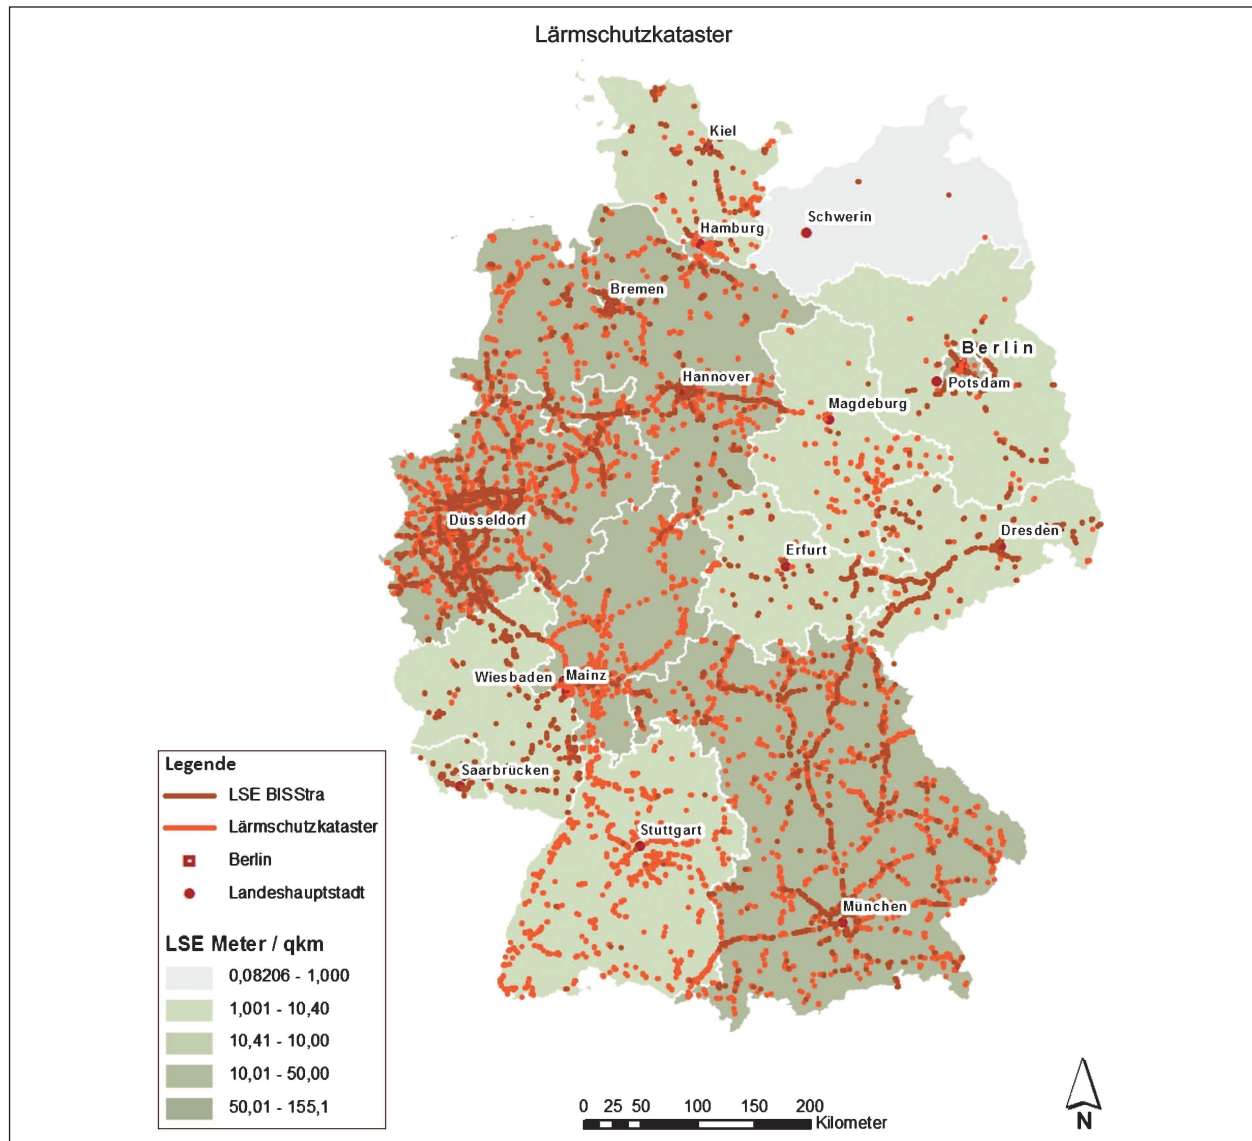 Lärmschutzkataster
Kiel
Schwerin
Hamburg
Bremen
Berlin
Hannover
Potsdam
Magdeburg
Düsseldorf
Dresden
Erfurt
Wiesbaden
Mainz
Saarbrücken
Stuttgart
München
Legende
LSE BISStra
Lärmschutzkataster
Berlin
Landeshauptstadt
LSE Meter / qkm
0,08206 - 1,000
1,001 - 10,40
10,41 - 10,00
10,01 - 50,00
50,01 - 155,1
0 25 50 100 150 200
Kilometer
N